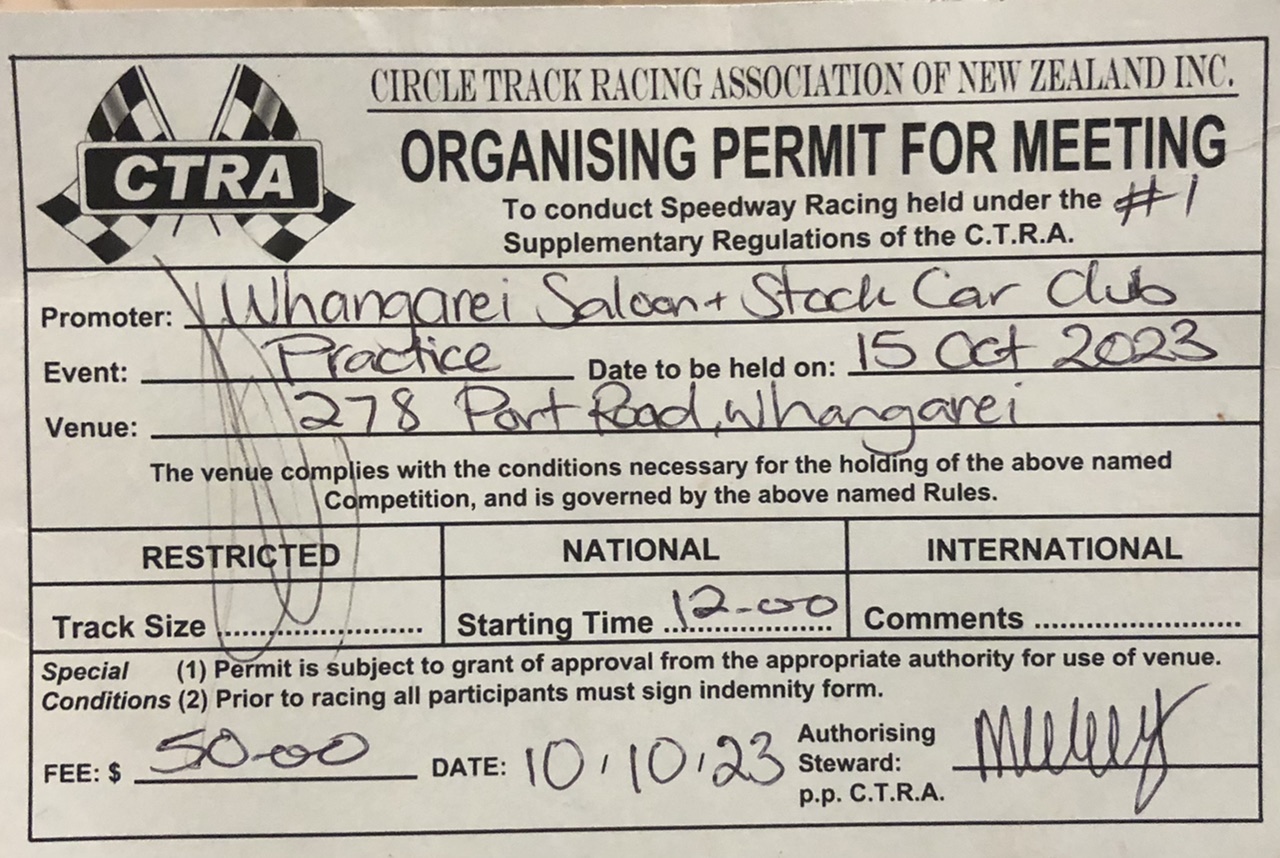 CTRA
CIRCLE TRACK RACING ASSOCIATION OF NEW ZEALAND INC.
ORGANISING PERMIT FOR MEETING
To conduct Speedway Racing held under the #1
Supplementary Regulations of the C.T.R.A.
Promoter: Whangarei Saloon + Stock Car Club
Event: Practice Date to be held on: 15 Oct 2023
Venue: 278 Port Road, Whangarei
The venue complies with the conditions necessary for the holding of the above named
Competition, and is governed by the above named Rules.
RESTRICTED NATIONAL INTERNATIONAL
Track Size ........................ Starting Time 12-00 Comments ........................
Special (1) Permit is subject to grant of approval from the appropriate authority for use of venue.
Conditions (2) Prior to racing all participants must sign indemnity form.
FEE: $ 50-00 DATE: 10/10/23 Authorising
Steward:
p.p. C.T.R.A.